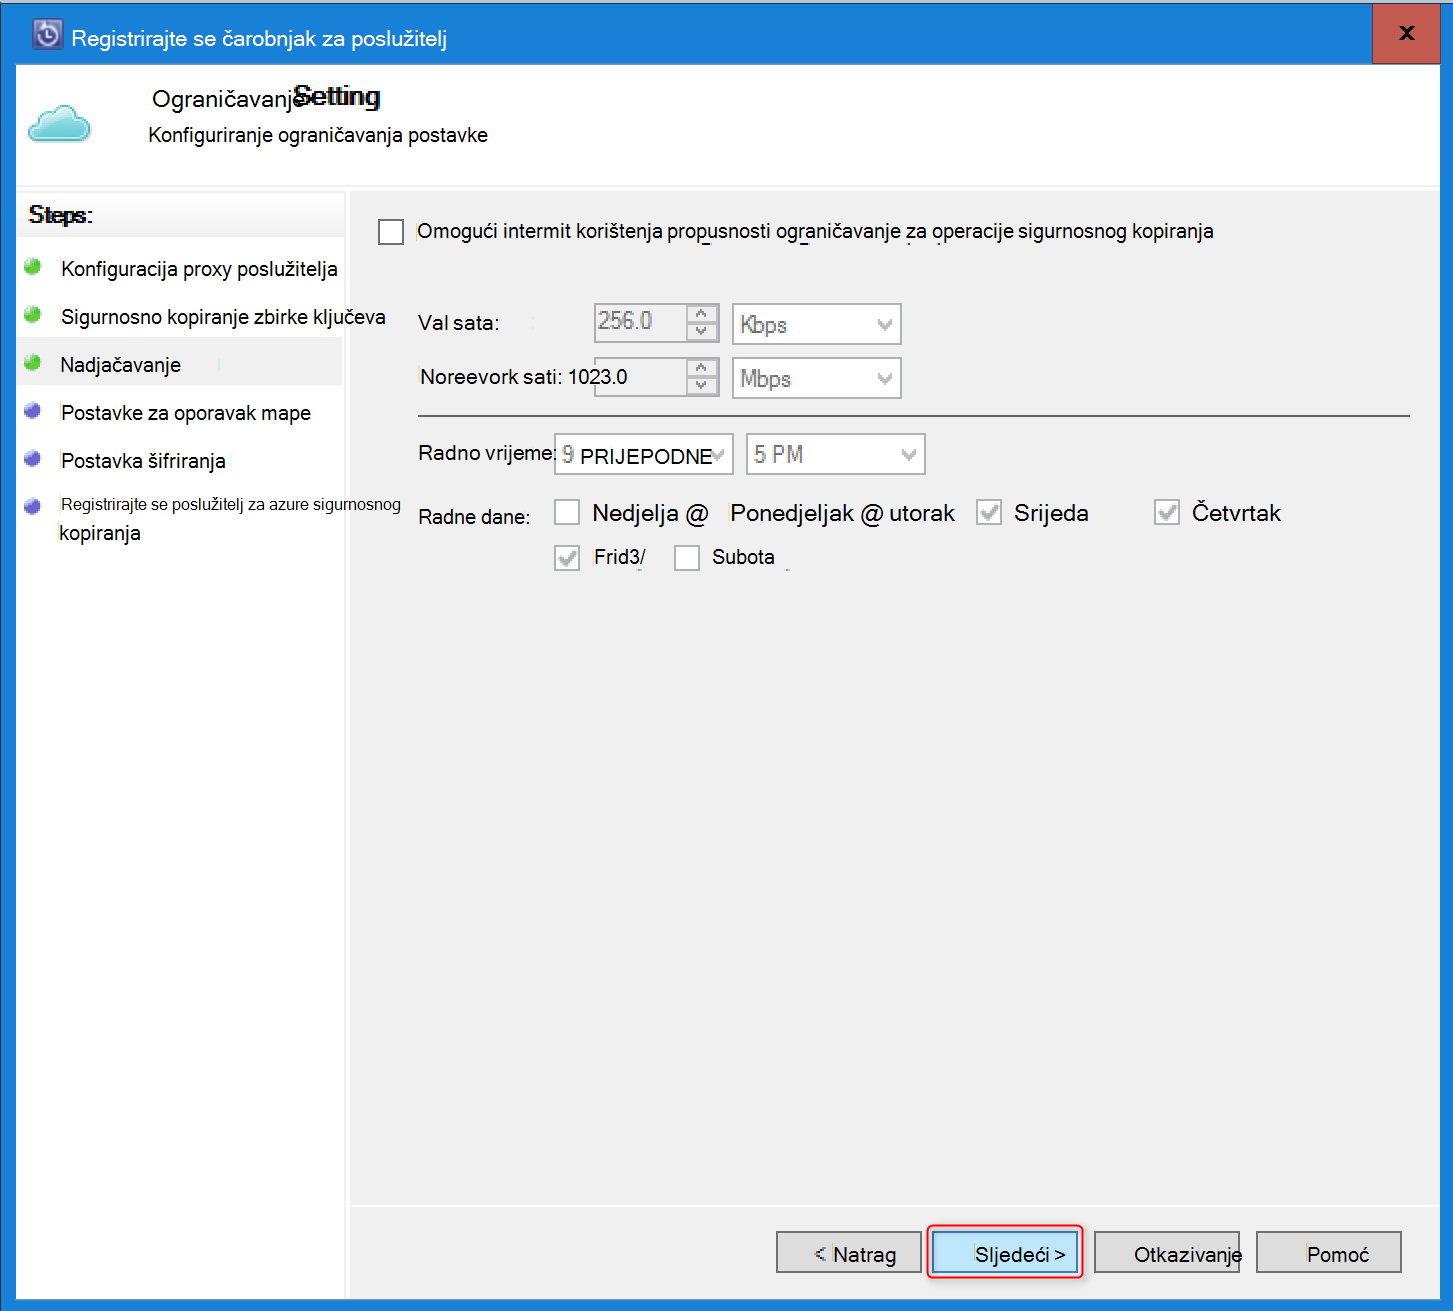 Registrirajte se čarobnjak za poslužitelj
x
Ograničavanje Setting
Konfiguriranje ograničavanja postavke
Steps:
Konfiguracija proxy poslužitelja
Sigurnosno kopiranje zbirke ključeva
Nadjačavanje
Postavke za oporavak mape
Postavka šifriranja
Registrirajte se poslužitelj za azure sigurnosnog
kopiranja
Omogući intermit korištenja propusnosti ograničavanje za operacije sigurnosnog kopiranja
Val sata: 256.0 Kbps
Noreevork sati: 1023.0 Mbps
Radno vrijeme: 9 PRIJEPODNE 5 PM
Radne dane: Nedjelja @ Ponedjeljak @ utorak Srijeda Četvrtak
Frid3/ Subota
< Natrag Sljedeći > Otkazivanje Pomoć